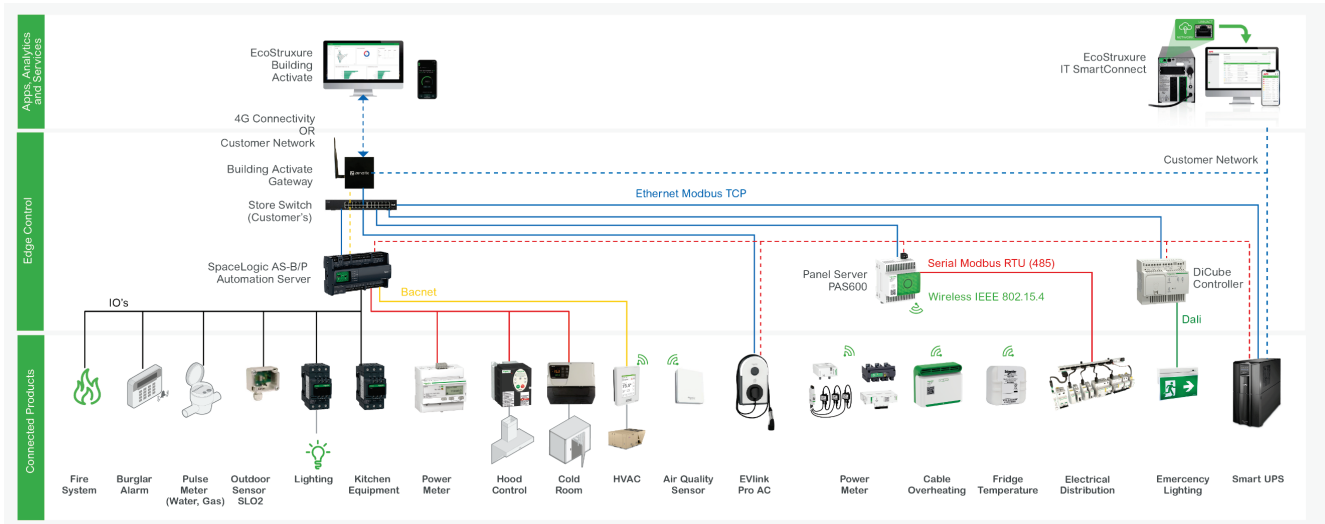 Apps, Analytics
and Services
EcoStruxure
Building
Activate
EcoStruxure
IT SmartConnect
Edge Control
4G Connectivity
OR
Customer Network
Building Activate
Gateway
Customer Network
Ethernet Modbus TCP
Store Switch
(Customer's)
SpaceLogic AS-B/P
Automation Server
Panel Server
PAS600
Serial Modbus RTU (485)
Wireless IEEE 802.15.4
DiCube
Controller
Bacnet
IO's
Dali
Connected Products
Fire
System
Burglar
Alarm
Pulse
Meter
(Water, Gas)
Outdoor
Sensor
SLO2
Lighting
Kitchen
Equipment
Power
Meter
Hood
Control
Cold
Room
HVAC
Air Quality
Sensor
EVlink
Pro AC
Power
Meter
Cable
Overheating
Fridge
Temperature
Electrical
Distribution
Emercency
Lighting
Smart UPS